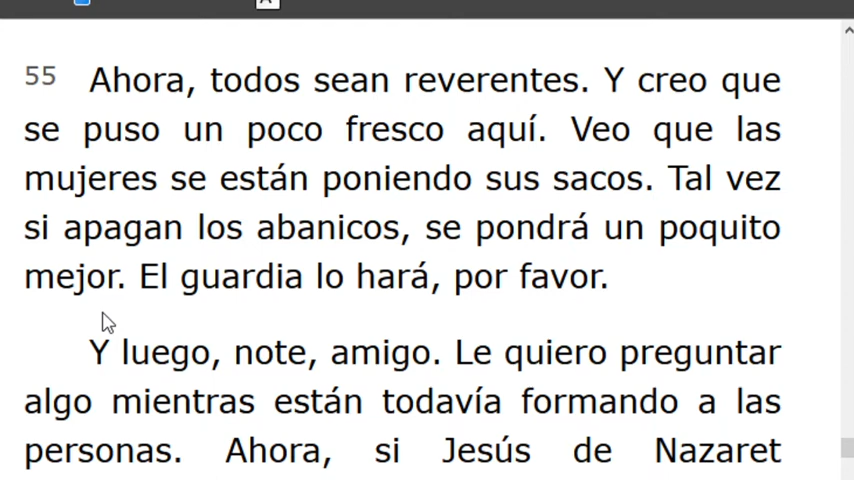 55 Ahora, todos sean reverentes. Y creo que
se puso un poco fresco aquí. Veo que las
mujeres se están poniendo sus sacos. Tal vez
si apagan los abanicos, se pondrá un poquito
mejor. El guardia lo hará, por favor.
Y luego, note, amigo. Le quiero preguntar
algo mientras están todavía formando a las
personas. Ahora, si Jesús de Nazaret